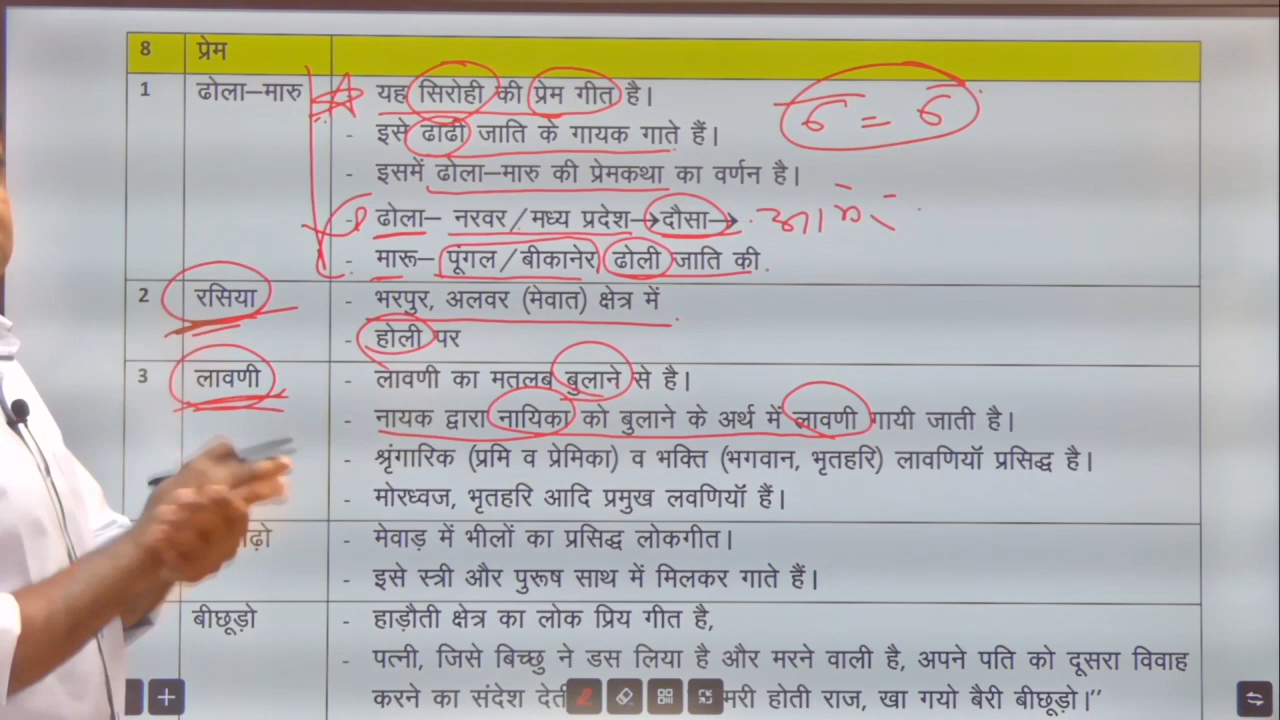 8 प्रेम
1 ढोला–मारु यह सिरोही की प्रेम गीत है।
- इसे ढाढी जाति के गायक गाते हैं।
ढ = ढ
- इसमें ढोला–मारु की प्रेमकथा का वर्णन है।
- ढोला– नरवर/मध्य प्रदेश→दौसा→
- मारू– पूंगल/बीकानेर ढोली जाति की
2 रसिया - भरपुर, अलवर (मेवात) क्षेत्र में
- होली पर
3 लावणी - लावणी का मतलब बुलाने से है।
- नायक द्वारा नायिका को बुलाने के अर्थ में लावणी गायी जाती है।
- श्रृंगारिक (प्रमि व प्रेमिका) व भक्ति (भगवान, भृतहरि) लावणियॉ प्रसिद्ध है।
- मोरध्वज, भृतहरि आदि प्रमुख लवणियॉ हैं।
- मेवाड़ में भीलों का प्रसिद्ध लोकगीत।
- इसे स्त्री और पुरूष साथ में मिलकर गाते हैं।
बीछूड़ो - हाड़ौती क्षेत्र का लोक प्रिय गीत है,
- पत्नी, जिसे बिच्छु ने डस लिया है और मरने वाली है, अपने पति को दूसरा विवाह
करने का संदेश देती मरी होती राज, खा गयो बैरी बीछूड़ो।”